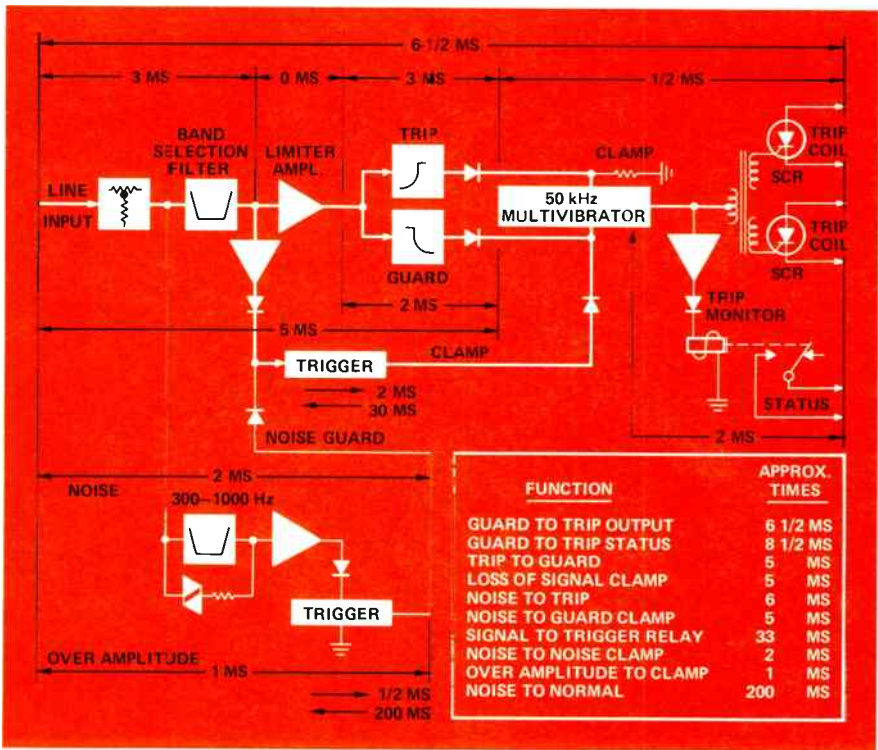 6-1/2 MS
3 MS
0 MS
3 MS
1/2 MS
BAND
SELECTION
FILTER
LIMITER
AMPL.
TRIP
CLAMP
TRIP
COIL
SCR
LINE
INPUT
50 kHz
MULTIVIBRATOR
TRIP
COIL
SCR
GUARD
2 MS
TRIP
MONITOR
5 MS
CLAMP
TRIGGER
2 MS
30 MS
STATUS
NOISE GUARD
2 MS
2 MS
NOISE
300–1000 Hz
TRIGGER
OVER AMPLITUDE
1 MS
1/2 MS
200 MS
FUNCTION APPROX. TIMES
GUARD TO TRIP OUTPUT 6 1/2 MS
GUARD TO TRIP STATUS 8 1/2 MS
TRIP TO GUARD 5 MS
LOSS OF SIGNAL CLAMP 5 MS
NOISE TO TRIP 6 MS
NOISE TO GUARD CLAMP 5 MS
SIGNAL TO TRIGGER RELAY 33 MS
NOISE TO NOISE CLAMP 2 MS
OVER AMPLITUDE TO CLAMP 1 MS
NOISE TO NORMAL 200 MS